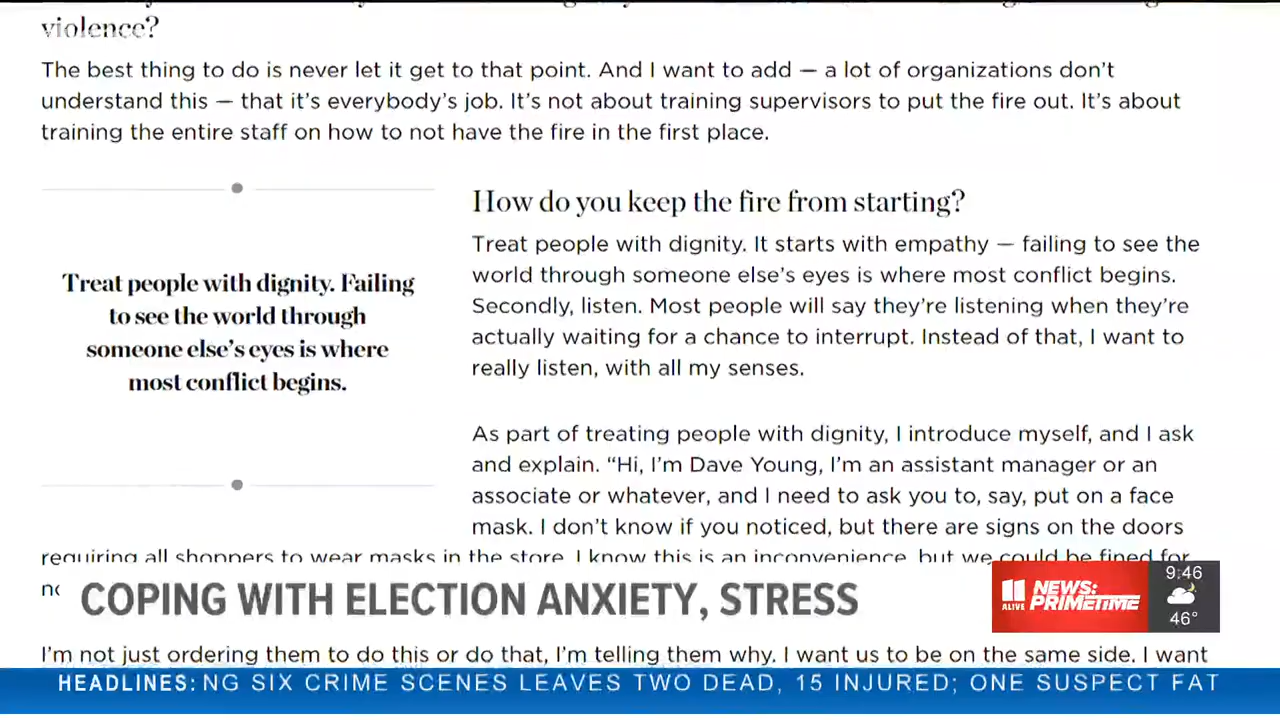 violence?
The best thing to do is never let it get to that point. And I want to add — a lot of organizations don't
understand this — that it's everybody's job. It's not about training supervisors to put the fire out. It's about
training the entire staff on how to not have the fire in the first place.
Treat people with dignity. Failing
to see the world through
someone else's eyes is where
most conflict begins.
How do you keep the fire from starting?
Treat people with dignity. It starts with empathy — failing to see the
world through someone else's eyes is where most conflict begins.
Secondly, listen. Most people will say they're listening when they're
actually waiting for a chance to interrupt. Instead of that, I want to
really listen, with all my senses.
As part of treating people with dignity, I introduce myself, and I ask
and explain. “Hi, I'm Dave Young, I'm an assistant manager or an
associate or whatever, and I need to ask you to, say, put on a face
mask. I don't know if you noticed, but there are signs on the doors
requiring all shoppers to wear masks in the store. I know this is an inconvenience, but we could be fined for
COPING WITH ELECTION ANXIETY, STRESS
11 ALIVE NEWS: PRIMETIME
9:46
46°
I'm not just ordering them to do this or do that, I'm telling them why. I want us to be on the same side. I want
HEADLINES: NG SIX CRIME SCENES LEAVES TWO DEAD, 15 INJURED; ONE SUSPECT FAT